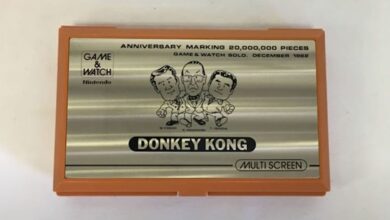 ANNIVERSARY MARKING 20,000,000 PIECES
GAME & WATCH SOLD. DECEMBER 1982
GAME
&
WATCH
Nintendo
DONKEY KONG
MULTI SCREEN